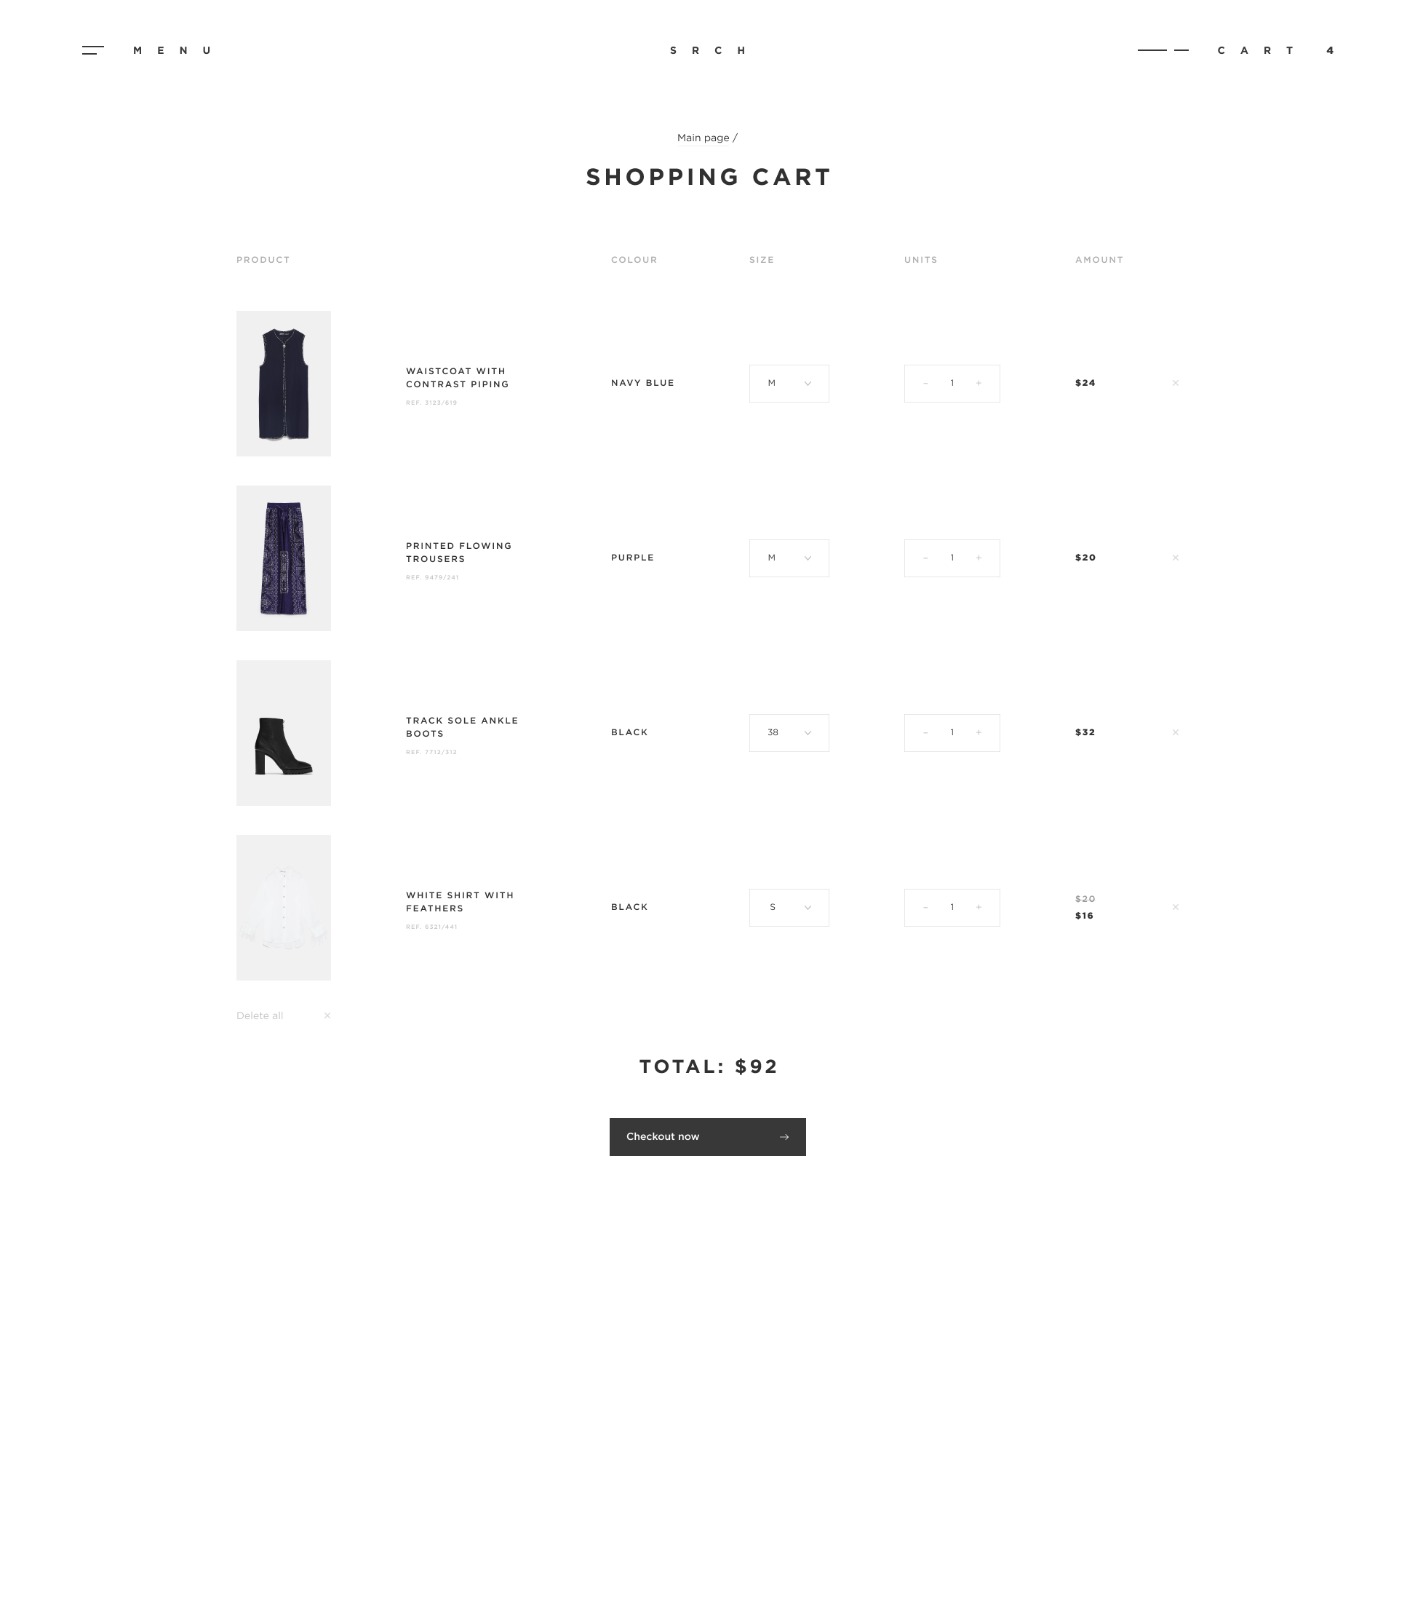 MENU
SRCH
CART 4
Main page /
SHOPPING CART
PRODUCT COLOUR SIZE UNITS AMOUNT
WAISTCOAT WITH
CONTRAST PIPING
REF. 3123/619
NAVY BLUE
M
– 1 +
$24
×
PRINTED FLOWING
TROUSERS
REF. 9479/241
PURPLE
M
– 1 +
$20
×
TRACK SOLE ANKLE
BOOTS
REF. 7712/312
BLACK
38
– 1 +
$32
×
WHITE SHIRT WITH
FEATHERS
REF. 5321/441
BLACK
S
– 1 +
$20
$16
×
Delete all ×
TOTAL: $92
Checkout now →